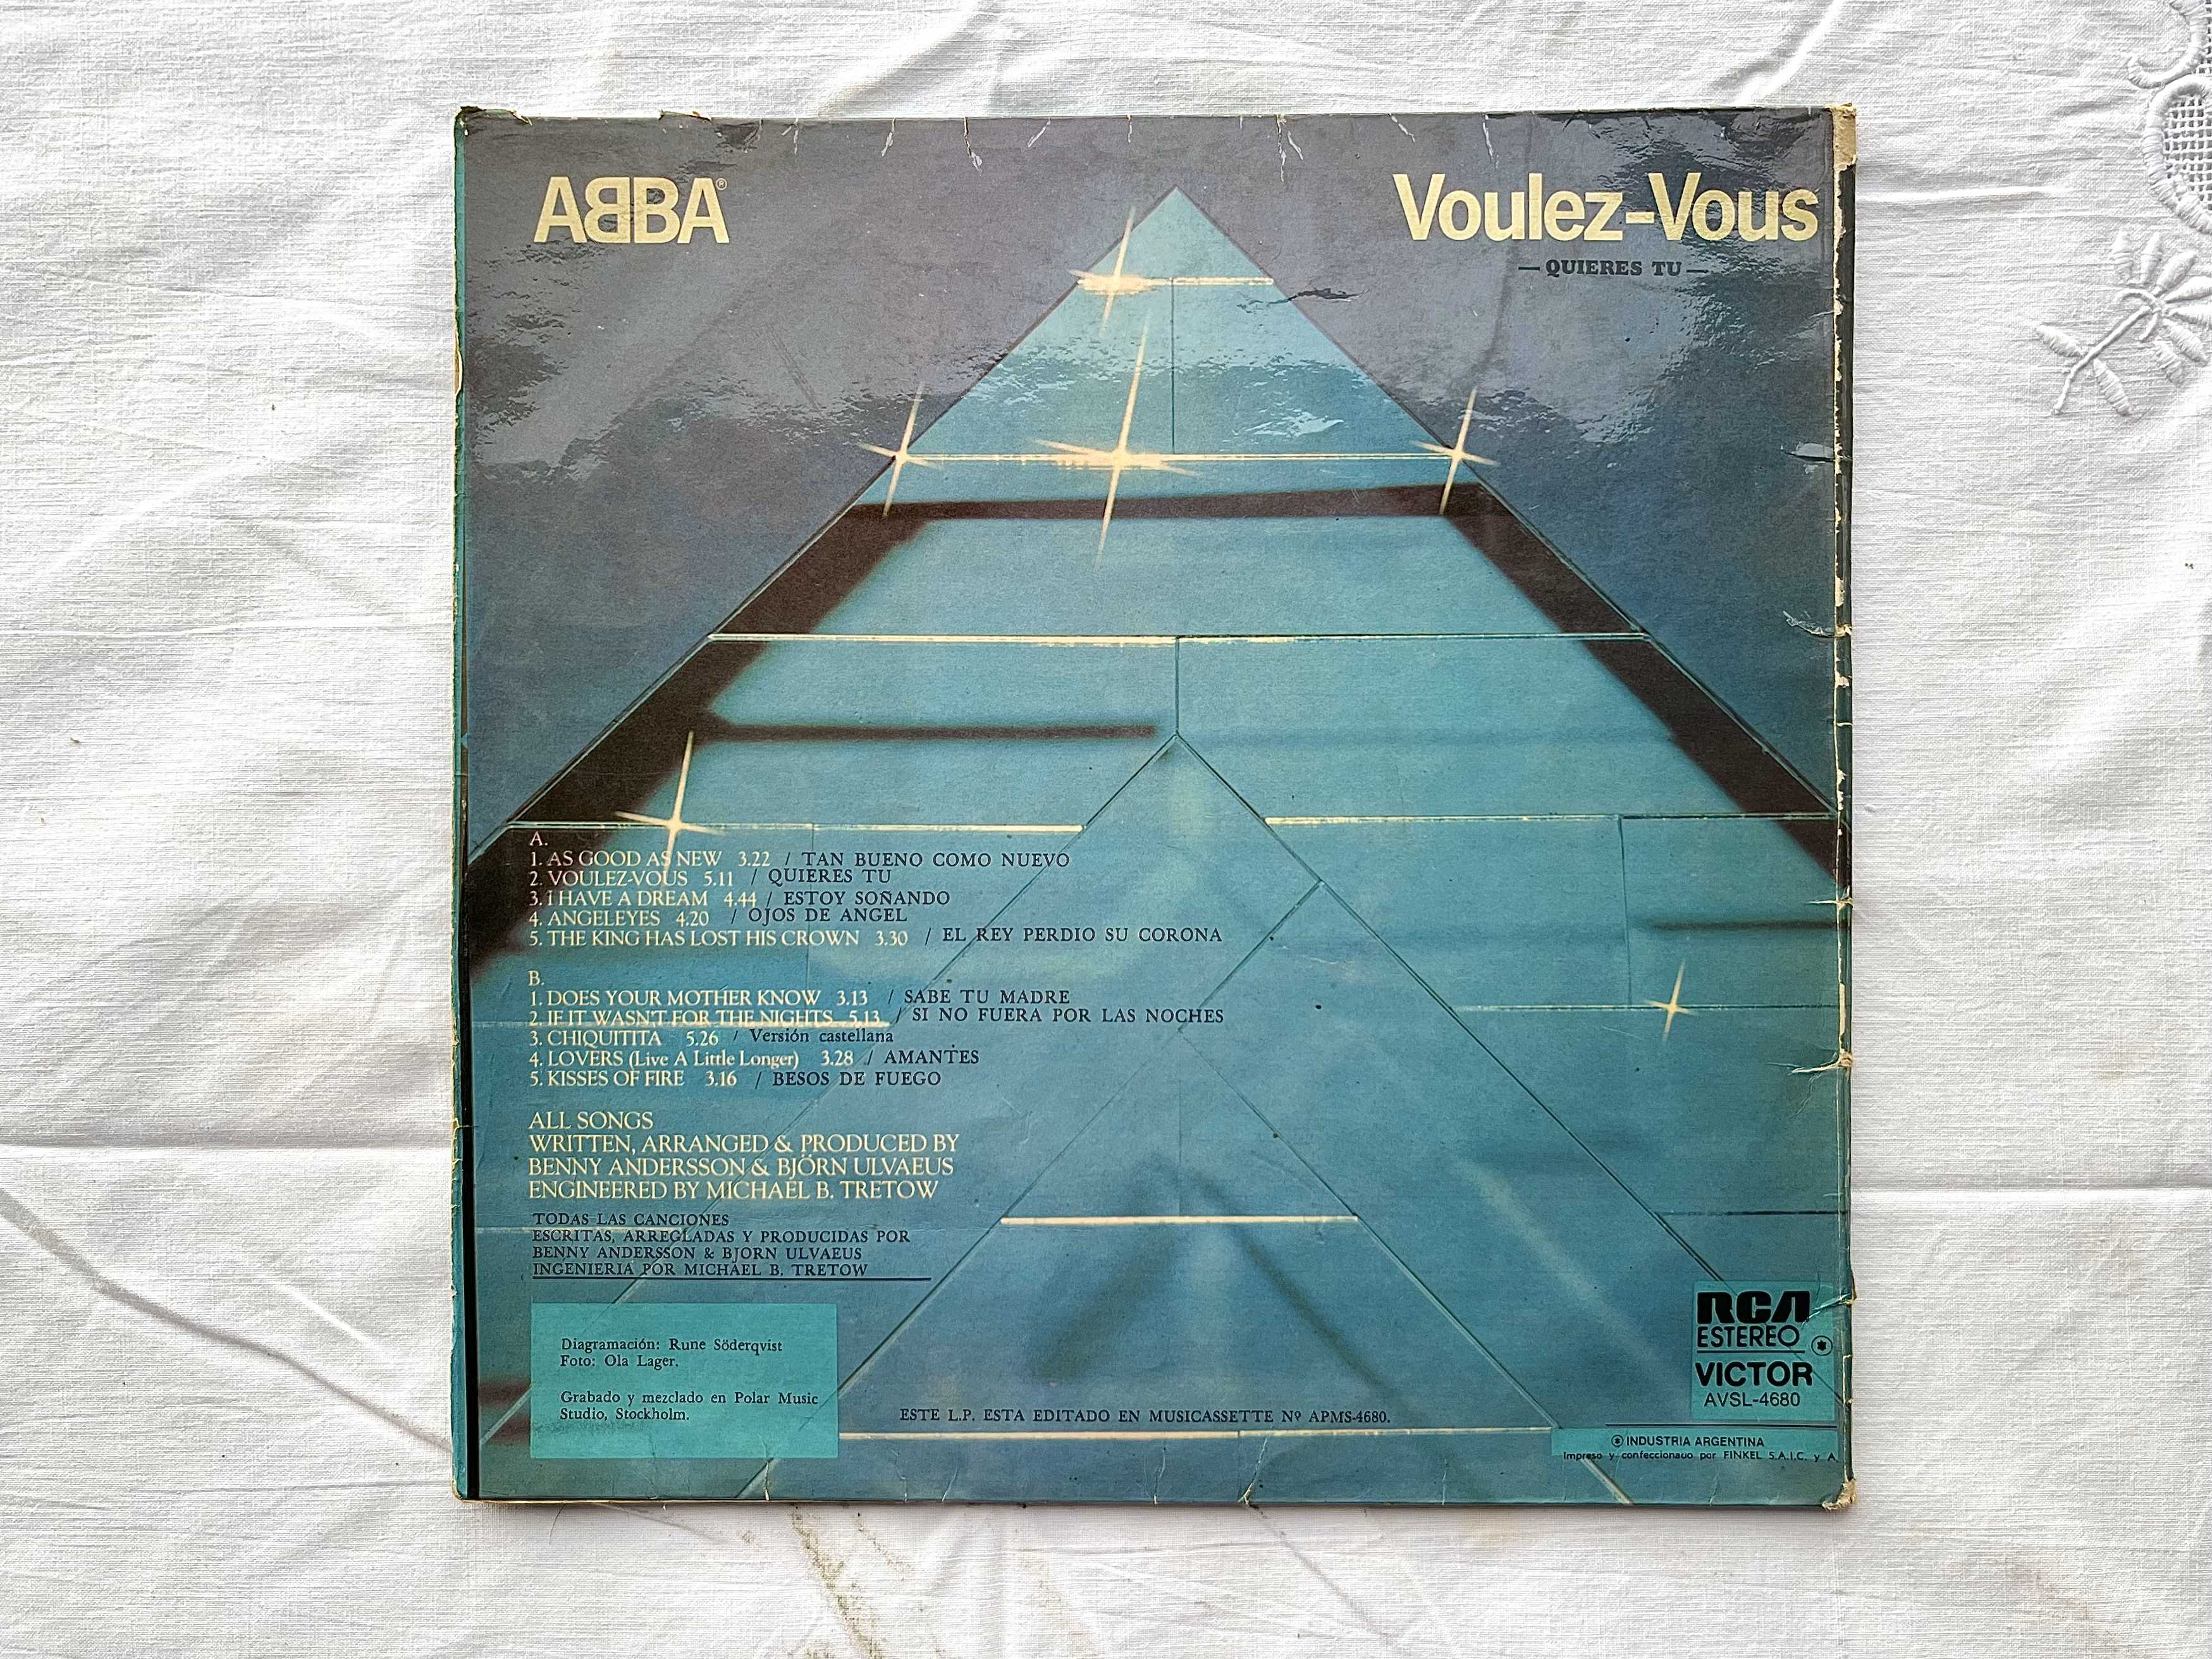 ABBA®
Voulez-Vous
— QUIERES TU —
A.
1. AS GOOD AS NEW 3.22 / TAN BUENO COMO NUEVO
2. VOULEZ-VOUS 5.11 / QUIERES TU
3. I HAVE A DREAM 4.44 / ESTOY SOÑANDO
4. ANGELEYES 4.20 / OJOS DE ANGEL
5. THE KING HAS LOST HIS CROWN 3.30 / EL REY PERDIO SU CORONA
B.
1. DOES YOUR MOTHER KNOW 3.13 / SABE TU MADRE
2. IF IT WASN'T FOR THE NIGHTS 5.13 / SI NO FUERA POR LAS NOCHES
3. CHIQUITITA 5.26 / Versión castellana
4. LOVERS (Live A Little Longer) 3.28 / AMANTES
5. KISSES OF FIRE 3.16 / BESOS DE FUEGO
ALL SONGS
WRITTEN, ARRANGED & PRODUCED BY
BENNY ANDERSSON & BJÖRN ULVAEUS
ENGINEERED BY MICHAEL B. TRETOW
TODAS LAS CANCIONES
ESCRITAS, ARREGLADAS Y PRODUCIDAS POR
BENNY ANDERSSON & BJORN ULVAEUS
INGENIERIA POR MICHAEL B. TRETOW
Diagramación: Rune Söderqvist
Foto: Ola Lager.
Grabado y mezclado en Polar Music
Studio, Stockholm.
ESTE L.P. ESTA EDITADO EN MUSICASSETTE Nº APMS-4680.
RCA
ESTEREO
VICTOR
AVSL-4680
INDUSTRIA ARGENTINA
Impreso y confeccionado por FINKEL S.A.I.C. y A